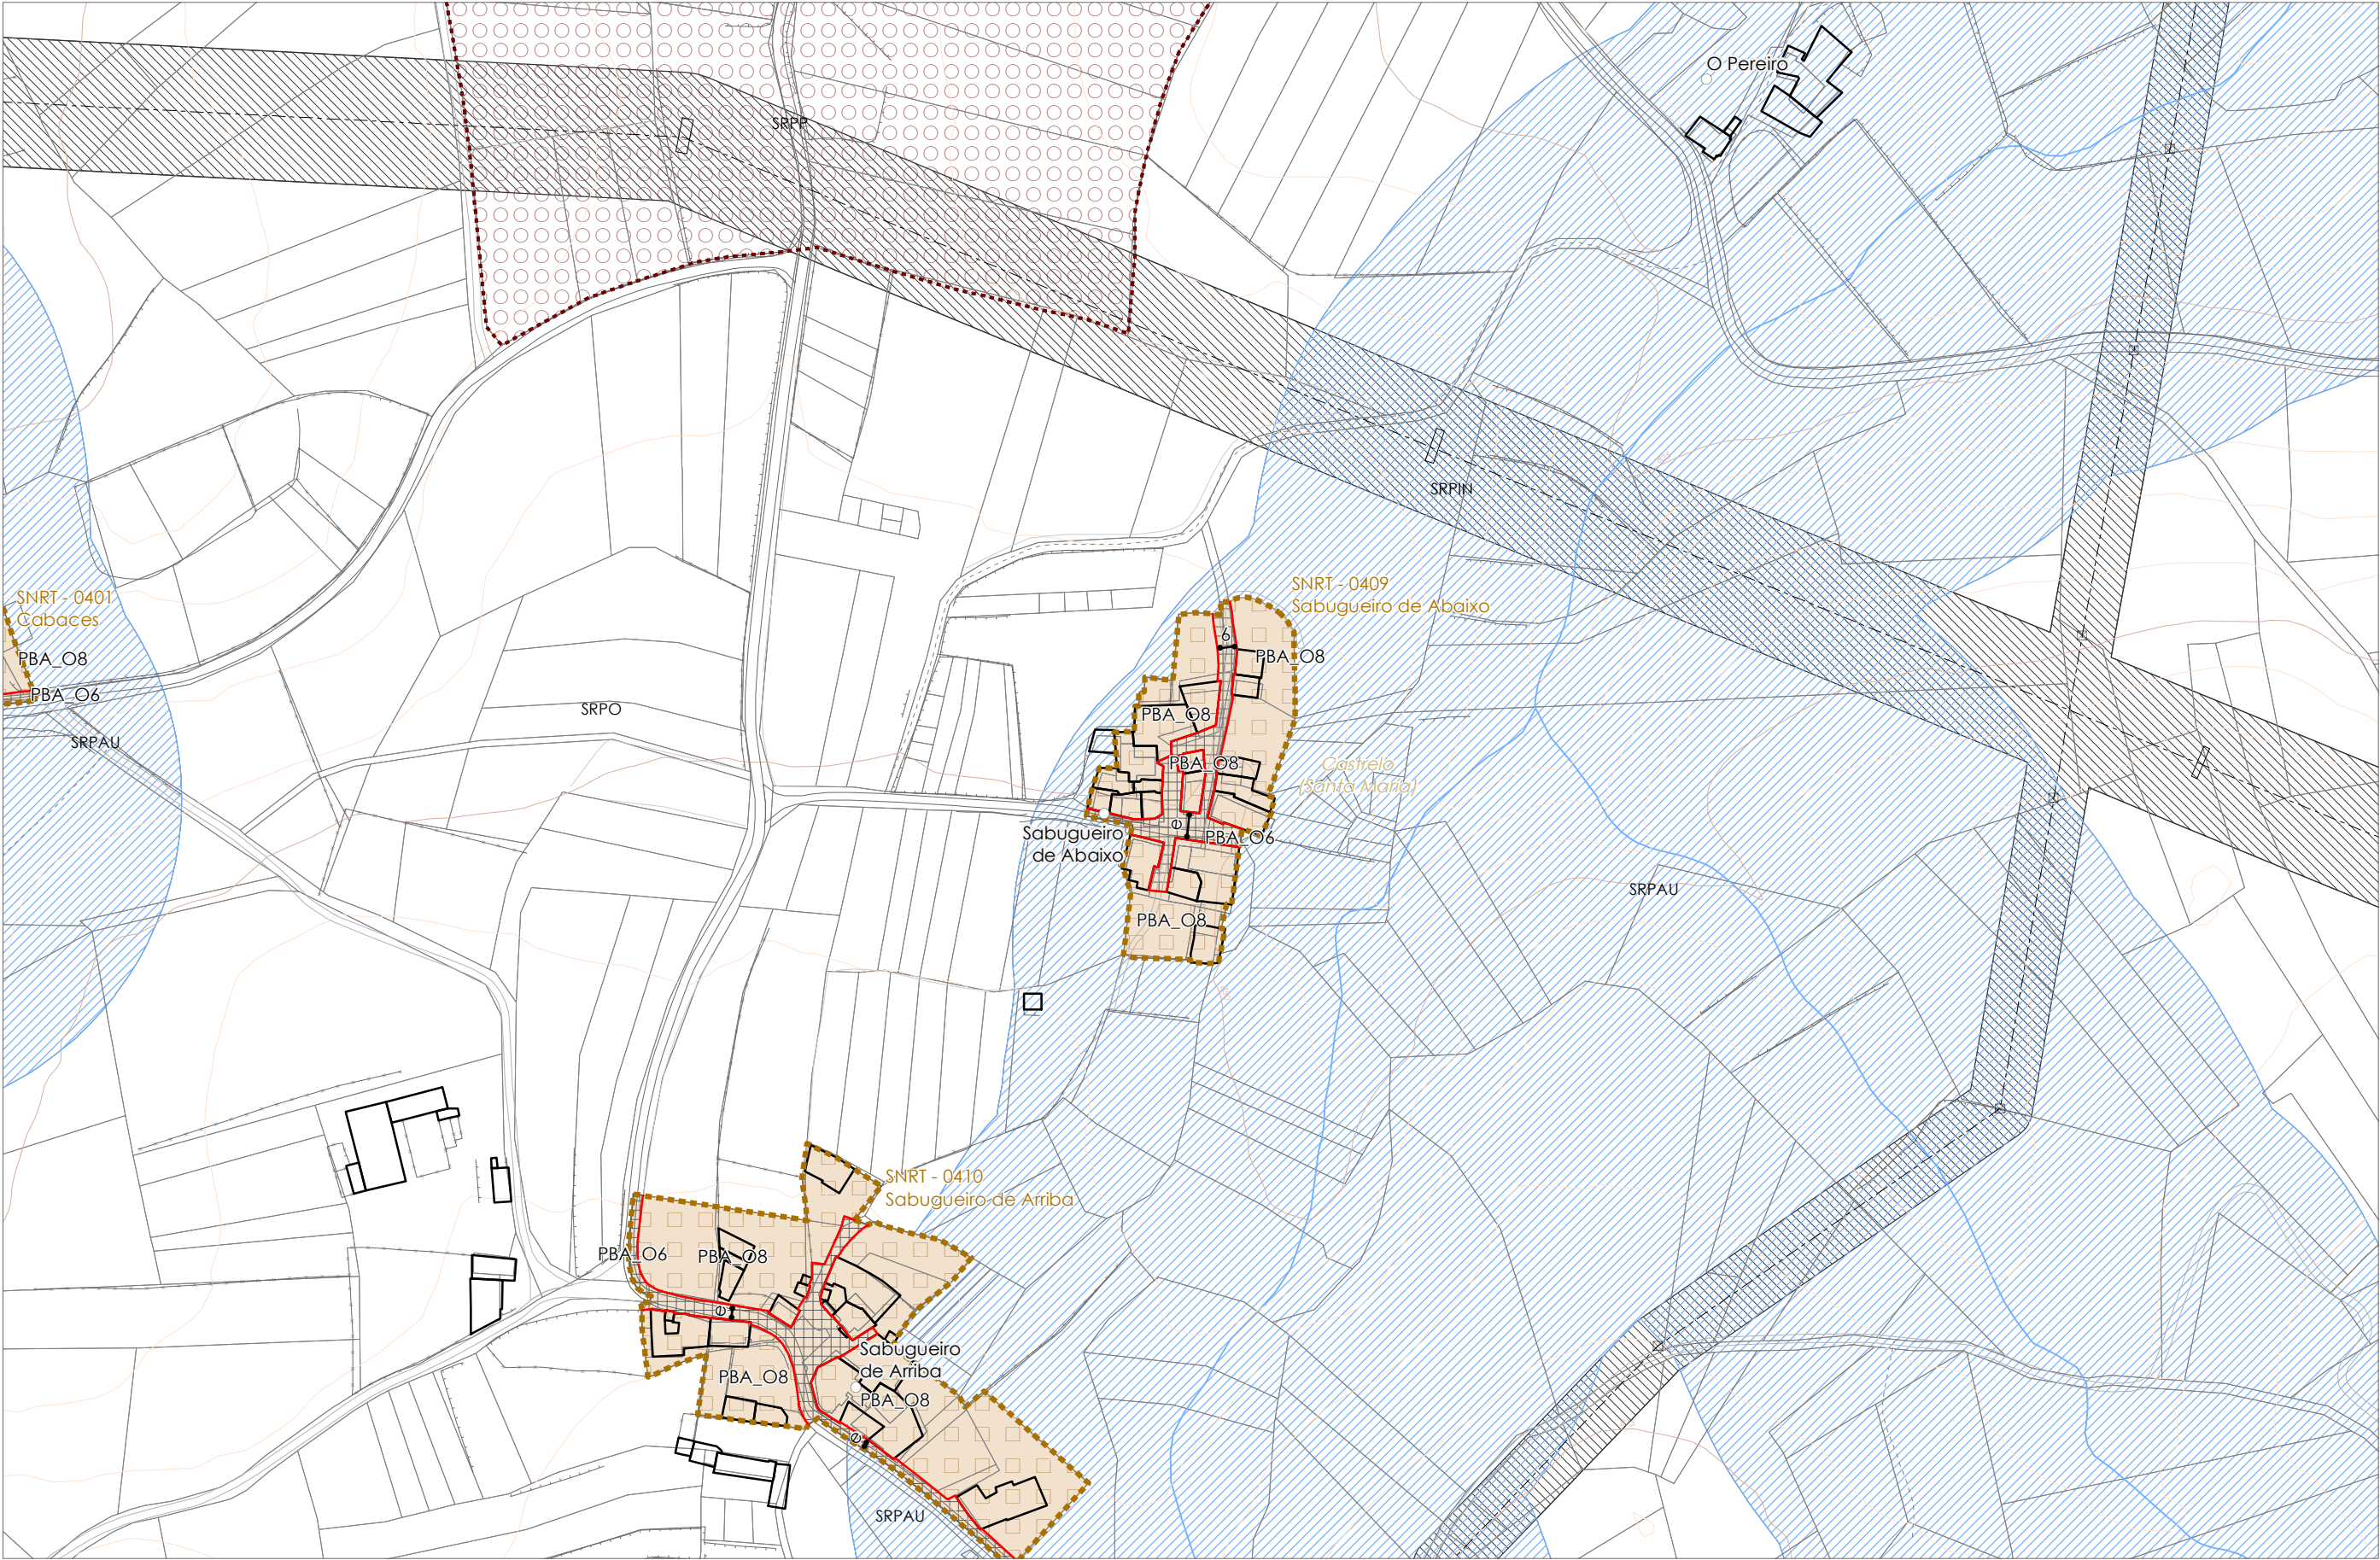 O Pereiro
SRPP
SRPIN
SNRT - 0409
Sabugueiro de Abaixo
SNRT - 0401
Cabaces
6
PBA_O8
PBA_O8
PBA_O6
SRPO
PBA_O8
SRPAU
PBA_O8
Castrelo
(Santa María)
e
PBA_O6
Sabugueiro
de Abaixo
SRPAU
PBA_O8
SNRT - 0410
Sabugueiro de Arriba
PBA_O6
PBA_O8
e
Sabugueiro
de Arriba
PBA_O8
PBA_O8
e
SRPAU